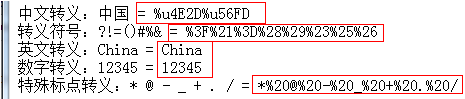 中文转义：中国 = %u4E2D%u56FD
转义符号：?!=()#%& = %3F%21%3D%28%29%23%25%26
英文转义：China = China
数字转义：12345 = 12345
特殊标点转义：* @ - _ + . / = *%20@%20-%20_%20+%20.%20/